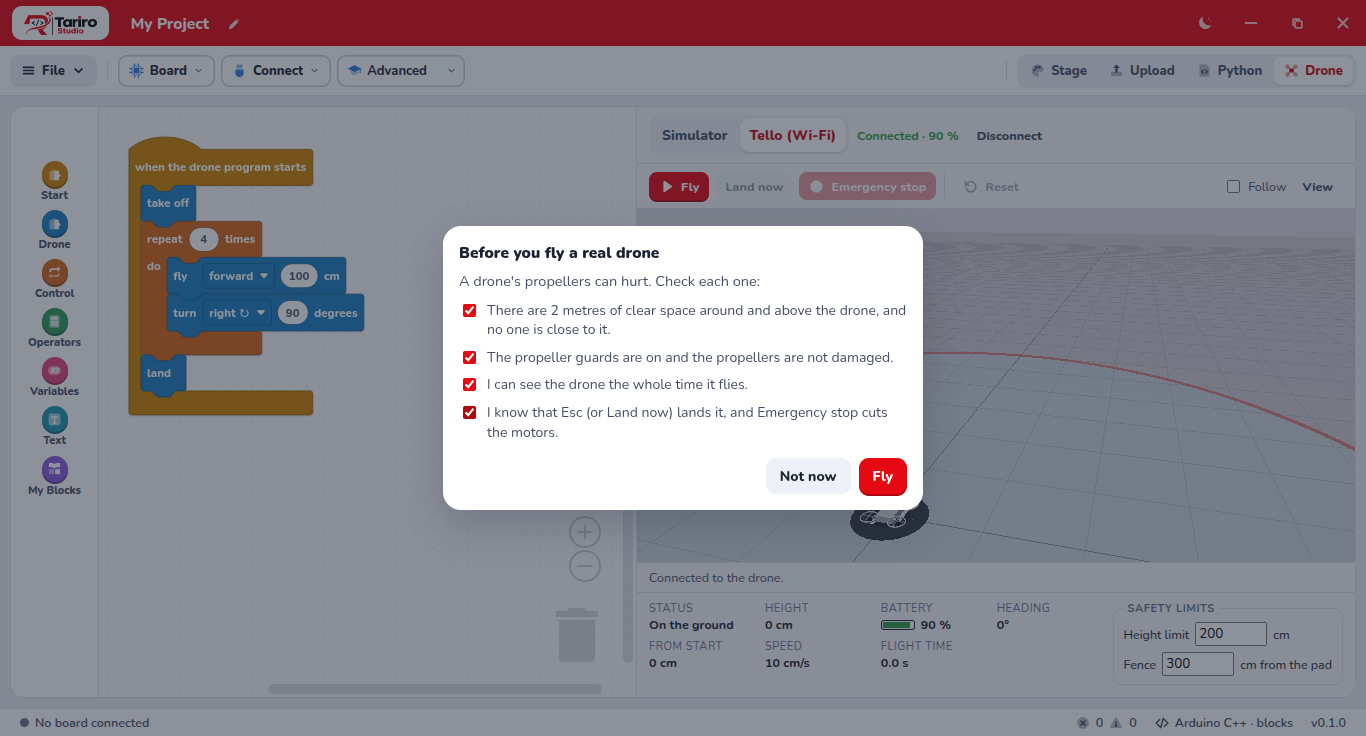 Tariro
Studio
My Project
File
Board
Connect
Advanced
Stage
Upload
Python
Drone
Start
Drone
Control
Operators
Variables
Text
My Blocks
when the drone program starts
take off
repeat 4 times
do
fly forward 100 cm
turn right ↻ 90 degrees
land
Simulator
Tello (Wi-Fi)
Connected · 90 %
Disconnect
Fly
Land now
Emergency stop
Reset
Follow
View
Before you fly a real drone
A drone's propellers can hurt. Check each one:
There are 2 metres of clear space around and above the drone, and
no one is close to it.
The propeller guards are on and the propellers are not damaged.
I can see the drone the whole time it flies.
I know that Esc (or Land now) lands it, and Emergency stop cuts
the motors.
Not now
Fly
Connected to the drone.
STATUS
On the ground
HEIGHT
0 cm
BATTERY
90 %
HEADING
0°
FROM START
0 cm
SPEED
10 cm/s
FLIGHT TIME
0.0 s
SAFETY LIMITS
Height limit 200 cm
Fence 300 cm from the pad
No board connected
0
0
Arduino C++ · blocks
v0.1.0